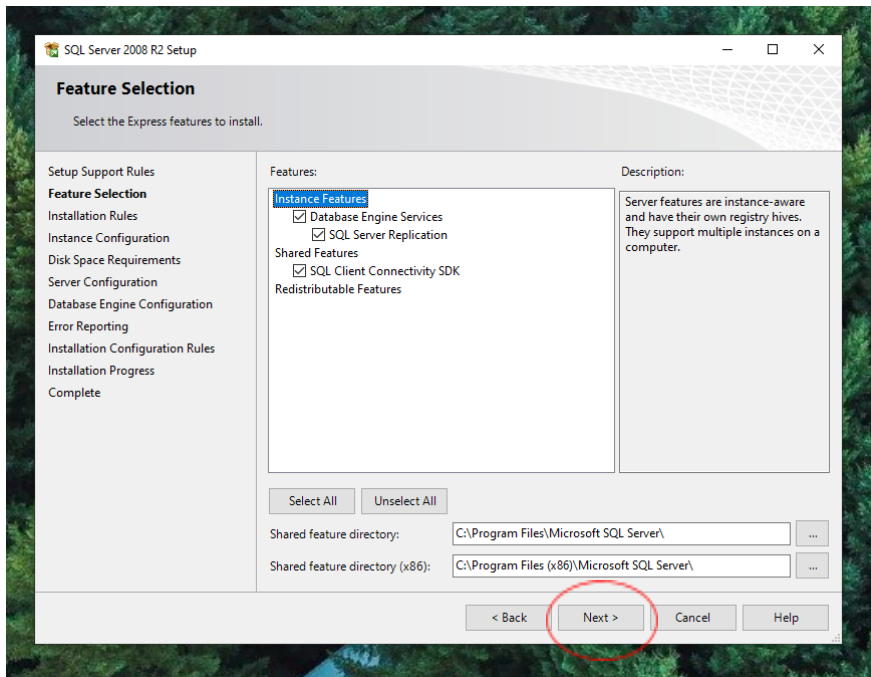 SQL Server 2008 R2 Setup
Feature Selection
Select the Express features to install.
Setup Support Rules
Feature Selection
Installation Rules
Instance Configuration
Disk Space Requirements
Server Configuration
Database Engine Configuration
Error Reporting
Installation Configuration Rules
Installation Progress
Complete
Features:
Instance Features
Database Engine Services
SQL Server Replication
Shared Features
SQL Client Connectivity SDK
Redistributable Features
Description:
Server features are instance-aware
and have their own registry hives.
They support multiple instances on a
computer.
Select All Unselect All
Shared feature directory: C:\Program Files\Microsoft SQL Server\ ...
Shared feature directory (x86): C:\Program Files (x86)\Microsoft SQL Server\ ...
< Back Next > Cancel Help